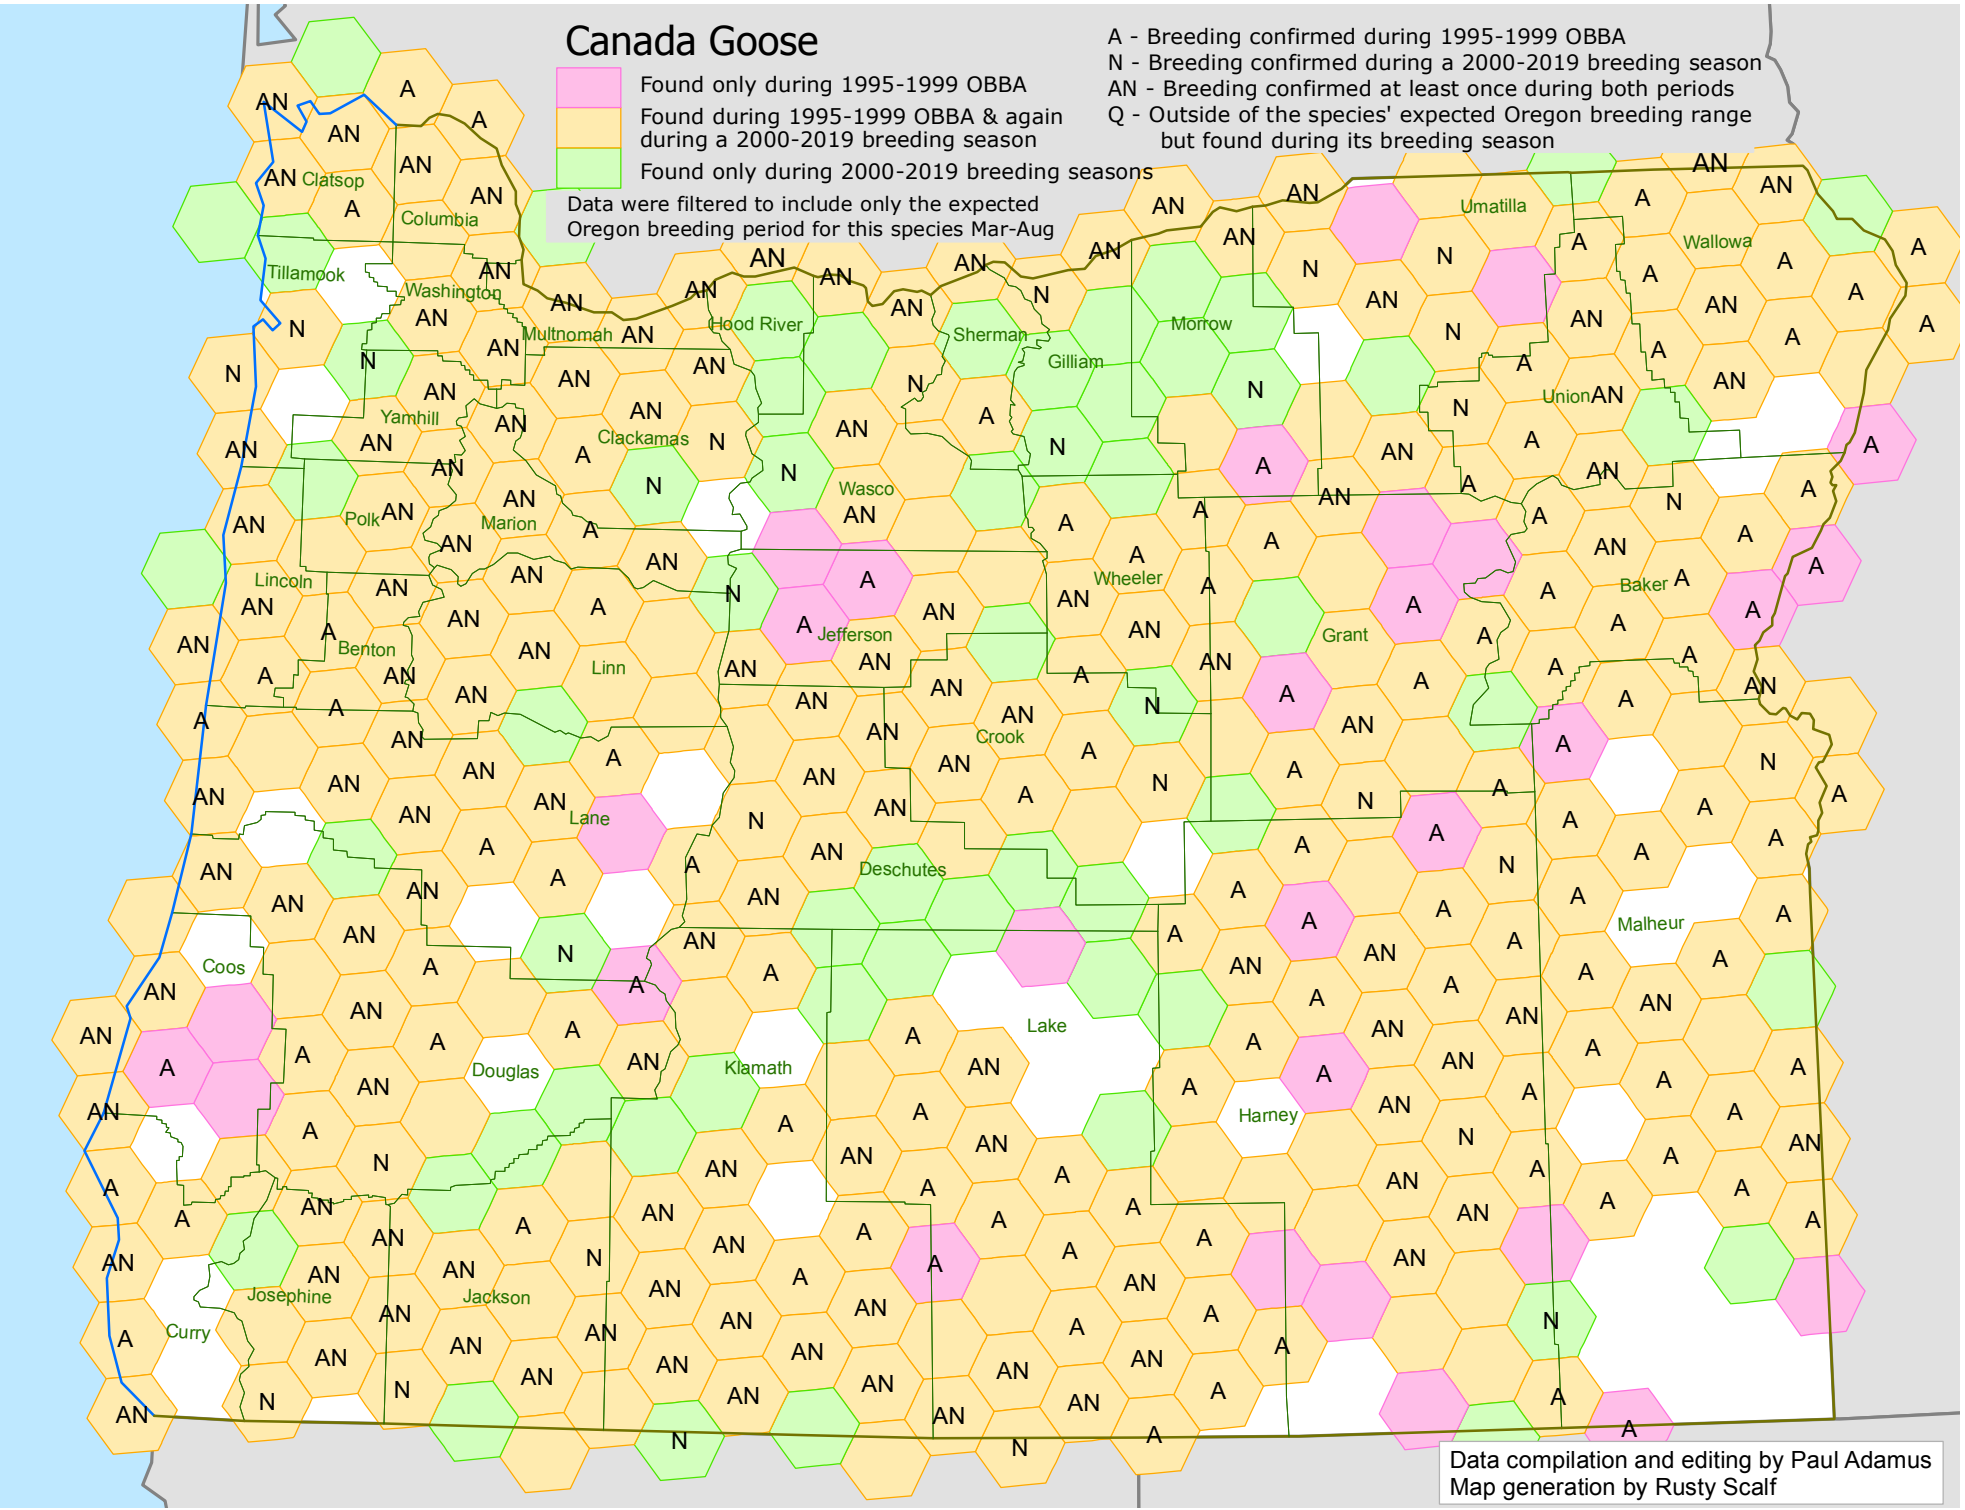 Canada Goose
Found only during 1995-1999 OBBA
Found during 1995-1999 OBBA & again
during a 2000-2019 breeding season
Found only during 2000-2019 breeding seasons
Data were filtered to include only the expected
Oregon breeding period for this species Mar-Aug
A - Breeding confirmed during 1995-1999 OBBA
N - Breeding confirmed during a 2000-2019 breeding season
AN - Breeding confirmed at least once during both periods
Q - Outside of the species' expected Oregon breeding range
but found during its breeding season
Clatsop
Columbia
Tillamook
Washington
Multnomah
Hood River
Sherman
Gilliam
Morrow
Umatilla
Wallowa
Union
Yamhill
Clackamas
Wasco
Polk
Marion
Lincoln
Benton
Linn
Jefferson
Wheeler
Grant
Baker
Crook
Lane
Deschutes
Coos
Douglas
Klamath
Lake
Harney
Malheur
Curry
Josephine
Jackson
Data compilation and editing by Paul Adamus
Map generation by Rusty Scalf